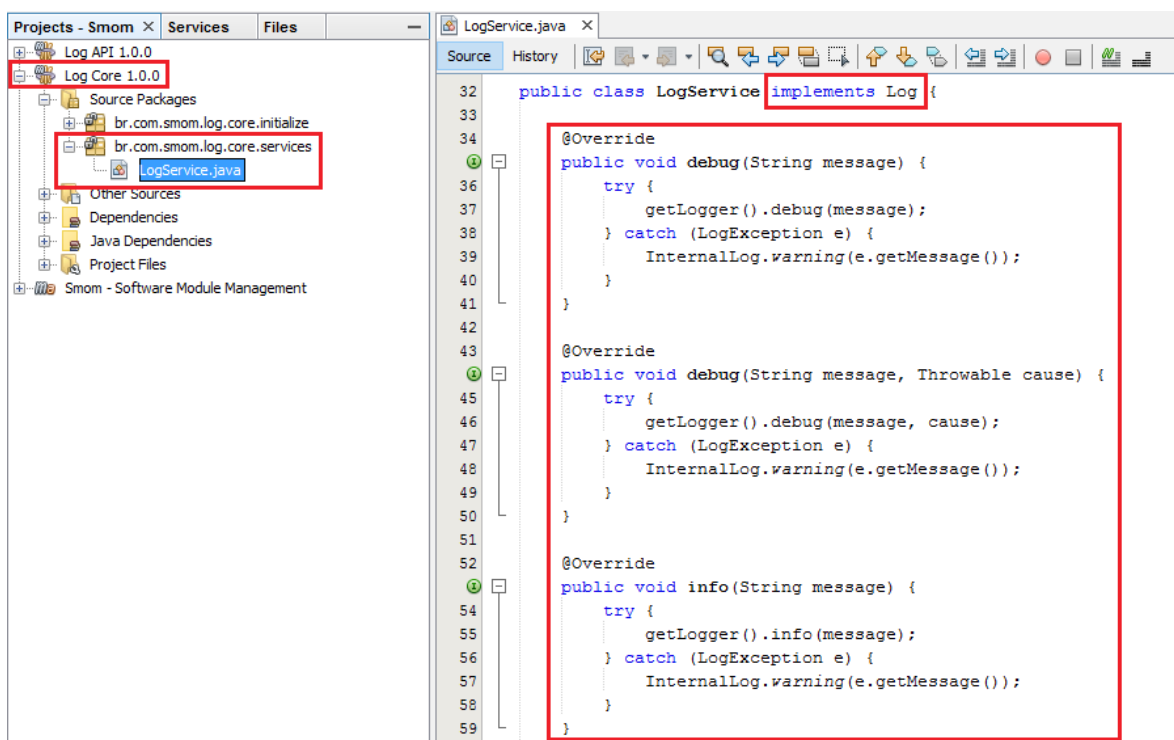 Projects - Smom × Services Files
Log API 1.0.0
Log Core 1.0.0
Source Packages
br.com.smom.log.core.initialize
br.com.smom.log.core.services
LogService.java
Other Sources
Dependencies
Java Dependencies
Project Files
Smom - Software Module Management
LogService.java ×
Source History
32 public class LogService implements Log {
33
34 @Override
public void debug(String message) {
36 try {
37 getLogger().debug(message);
38 } catch (LogException e) {
39 InternalLog.warning(e.getMessage());
40 }
41 }
42
43 @Override
public void debug(String message, Throwable cause) {
45 try {
46 getLogger().debug(message, cause);
47 } catch (LogException e) {
48 InternalLog.warning(e.getMessage());
49 }
50 }
51
52 @Override
public void info(String message) {
54 try {
55 getLogger().info(message);
56 } catch (LogException e) {
57 InternalLog.warning(e.getMessage());
58 }
59 }